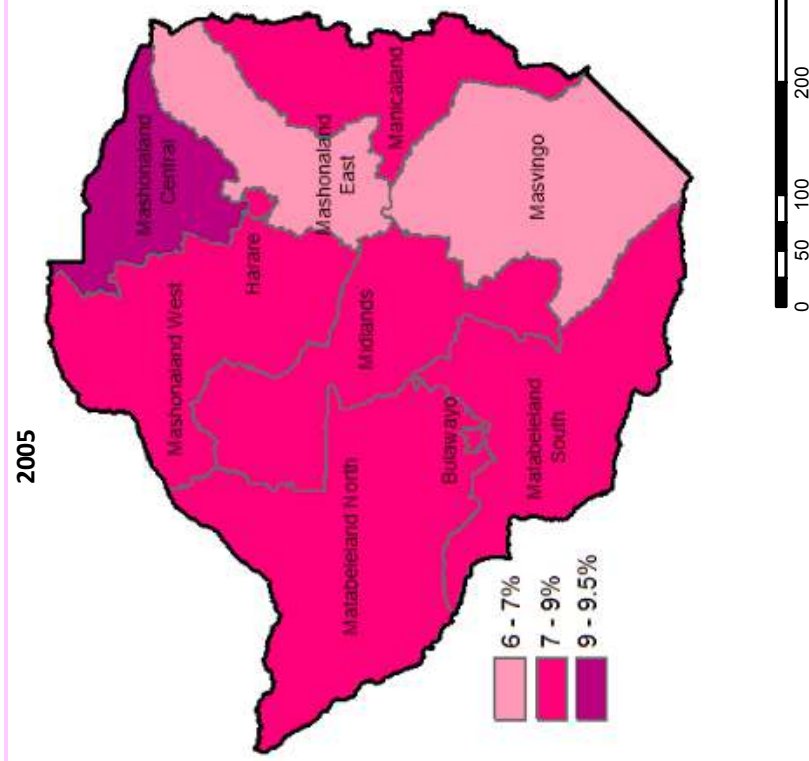 2005
Mashonaland
Central
Mashonaland West
Harare
Mashonaland
East
Manicaland
Midlands
Matabeleland North
Bulawayo
Masvingo
Matabeleland
South
6 - 7%
7 - 9%
9 - 9.5%
0 50 100 200